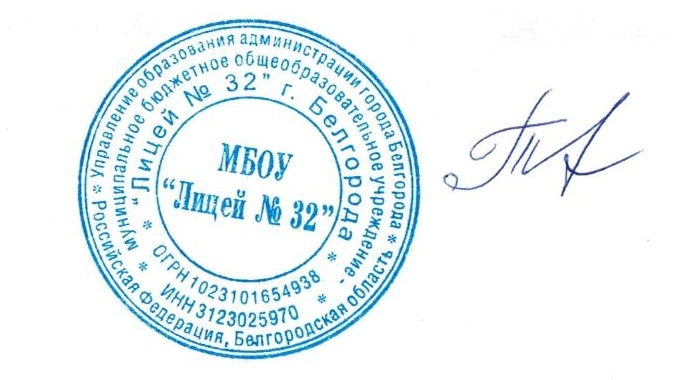 Управление образования администрации города Белгорода *
Российская Федерация, Белгородская область *
Муниципальное бюджетное общеобразовательное учреждение -
"Лицей № 32" г. Белгорода *
ОГРН 1023101654938 *
ИНН 3123025970 *
МБОУ
"Лицей № 32"